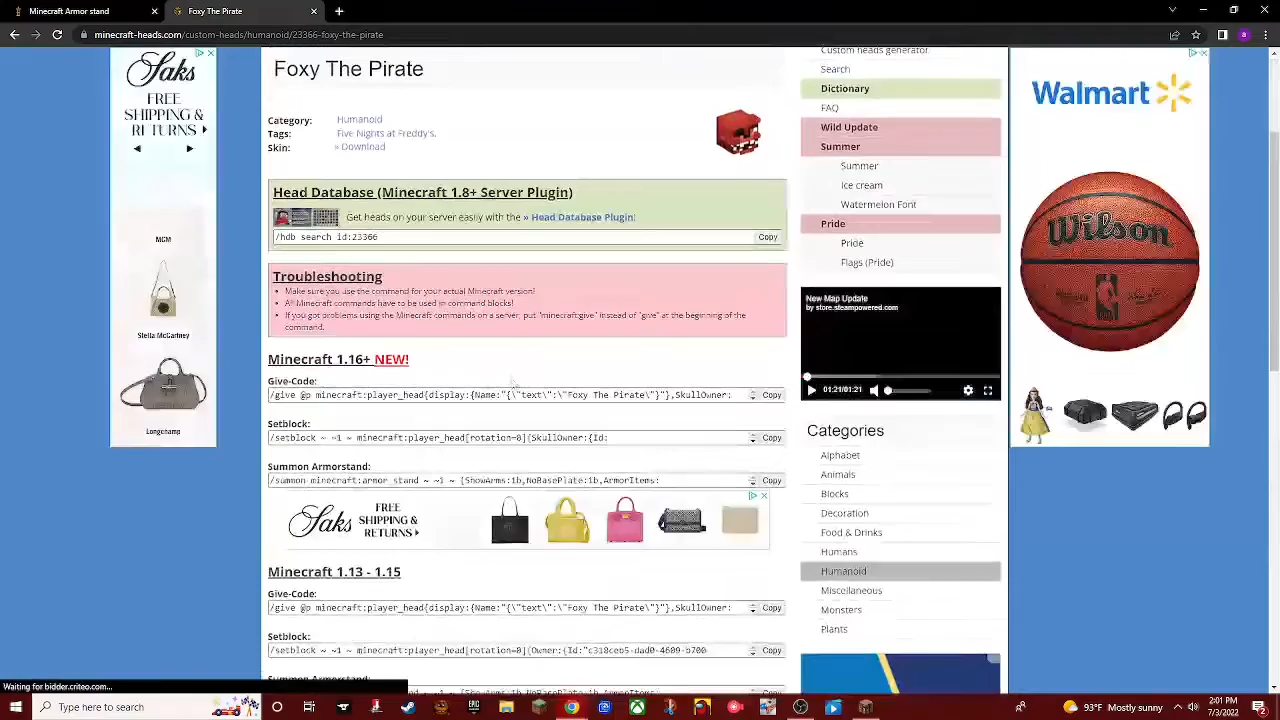 Minecraft Armor stand
Foxy The Pirate
minecraft-heads.com/custom-heads/humanoid/23366-foxy-the-pirate
Saks
FREE
SHIPPING &
RETURNS
MCM
Stella McCartney
Longchamp
Foxy The Pirate
Category: Humanoid
Tags: Five Nights at Freddy's,
Skin: » Download
Head Database (Minecraft 1.8+ Server Plugin)
Get heads on your server easily with the » Head Database Plugin!
/hdb search id:23366 Copy
Troubleshooting
Make sure you use the command for your actual Minecraft version!
All Minecraft commands have to be used in command blocks!
If you got problems using the Minecraft commands on a server, put "minecraft:give" instead of "give" at the beginning of the
command.
Minecraft 1.16+ NEW!
Give-Code:
/give @p minecraft:player_head{display:{Name:"{\"text\":\"Foxy The Pirate\"}"},SkullOwner: Copy
Setblock:
/setblock ~ ~1 ~ minecraft:player_head[rotation=8]{SkullOwner:{Id: Copy
Summon Armorstand:
/summon minecraft:armor_stand ~ ~1 ~ {ShowArms:1b,NoBasePlate:1b,ArmorItems: Copy
Saks FREE
SHIPPING &
RETURNS
Minecraft 1.13 - 1.15
Give-Code:
/give @p minecraft:player_head{display:{Name:"{\"text\":\"Foxy The Pirate\"}"},SkullOwner: Copy
Setblock:
/setblock ~ ~1 ~ minecraft:player_head[rotation=8]{Owner:{Id:"c318ceb5-dad0-4609-b700- Copy
Summon Armorstand:
Custom heads generator
Search
Dictionary
FAQ
Wild Update
Summer
Summer
Ice cream
Watermelon Font
Pride
Pride
Flags (Pride)
New Map Update
by store.steampowered.com
01:21/01:21
Categories
Alphabet
Animals
Blocks
Decoration
Food & Drinks
Humans
Humanoid
Miscellaneous
Monsters
Plants
Walmart
Wilson
Waiting for bidder.criteo.com...
Type here to search
93°F Mostly sunny
2:01 PM
7/3/2022